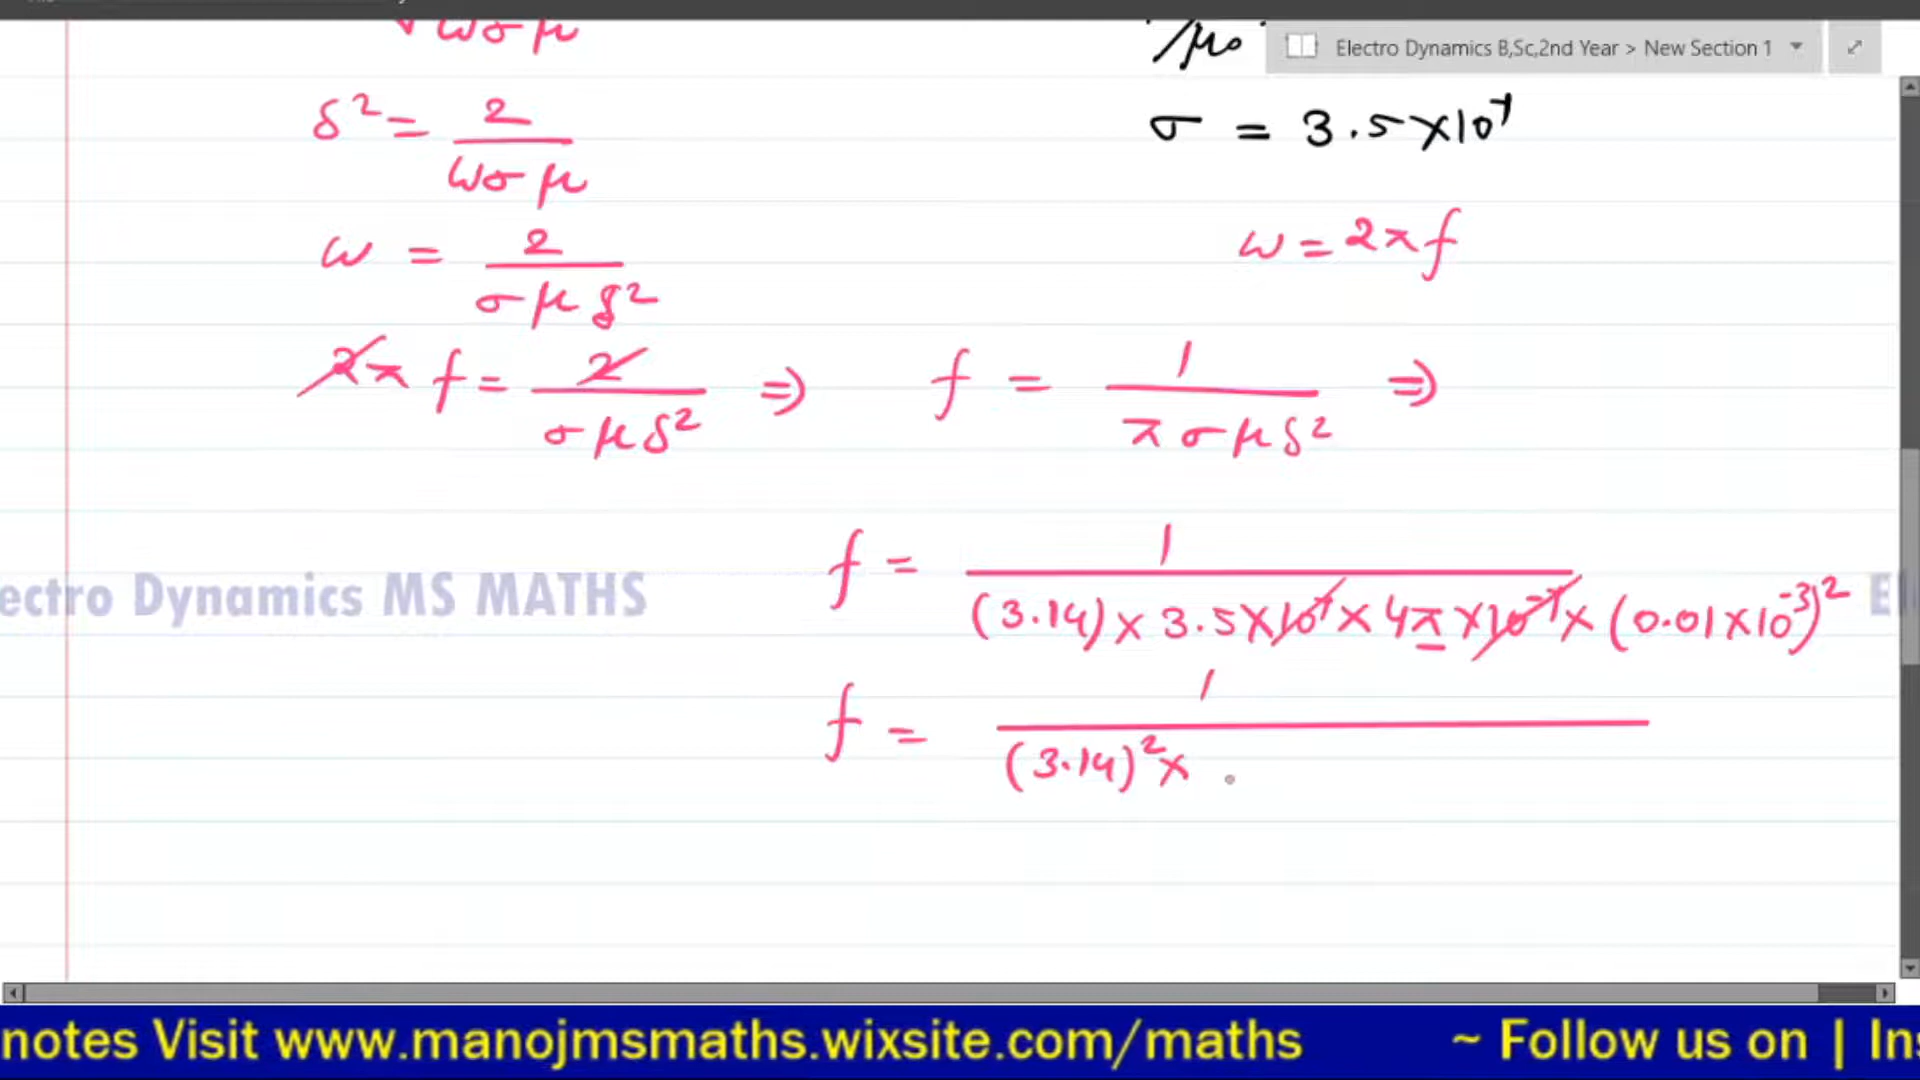 √ωσμ
μ₀
Electro Dynamics B,Sc,2nd Year > New Section 1
δ² = 2/ωσμ
σ = 3.5×10⁷
ω = 2/σμδ²
ω = 2πf
2πf = 2/σμδ² ⇒ f = 1/πσμδ² ⇒
f = 1/(3.14)×3.5×10⁷×4π×10⁻⁷×(0.01×10⁻³)²
ectro Dynamics MS MATHS
El
f = 1/(3.14)²×
notes Visit www.manojmsmaths.wixsite.com/maths ~ Follow us on | Ins